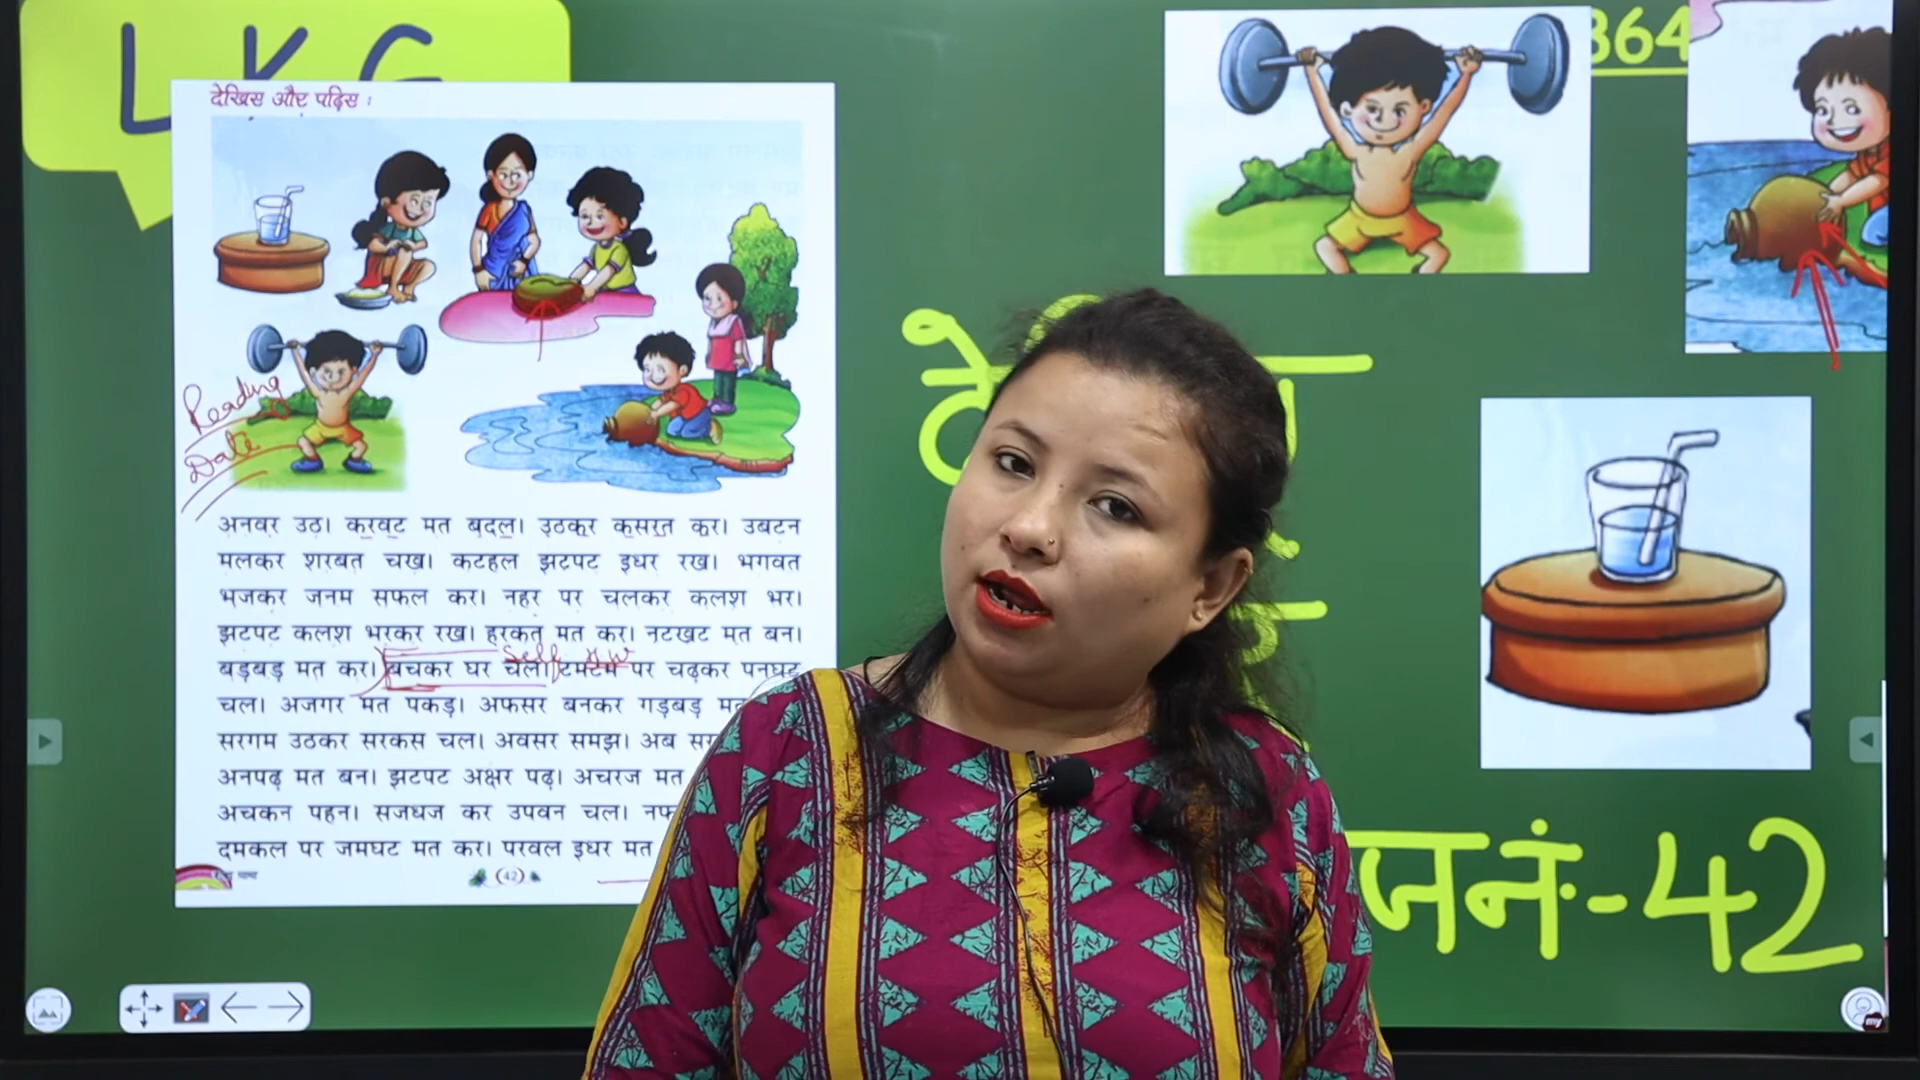 LKG
देखिस और पढ़िस :
864
Reading
Date
अनवर उठ। करवट मत बदल। उठकर कसरत कर। उबटन
मलकर शरबत चख। कटहल झटपट इधर रख। भगवत
भजकर जनम सफल कर। नहर पर चलकर कलश भर।
झटपट कलश भरकर रख। हरकत मत कर। नटखट मत बन।
Self H.W
बड़बड़ मत कर। बचकर घर चल। टमटम पर चढ़कर पनघट
चल। अजगर मत पकड़। अफसर बनकर गड़बड़ मत
सरगम उठकर सरकस चल। अवसर समझ। अब
अनपढ़ मत बन। झटपट अक्षर पढ़। अचरज मत
अचकन पहन। सजधज कर उपवन चल।
दमकल पर जमघट मत कर। परवल इधर मत
(42)
जनं-42